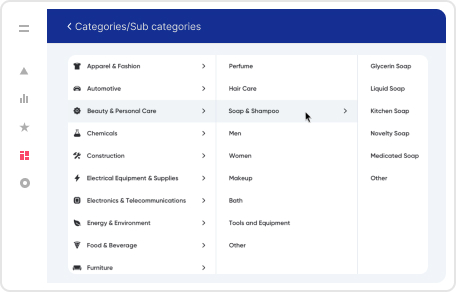 Categories/Sub categories
Apparel & Fashion
Automotive
Beauty & Personal Care
Chemicals
Construction
Electrical Equipment & Supplies
Electronics & Telecommunications
Energy & Environment
Food & Beverage
Furniture
Perfume
Hair Care
Soap & Shampoo
Men
Women
Makeup
Bath
Tools and Equipment
Other
Glycerin Soap
Liquid Soap
Kitchen Soap
Novelty Soap
Medicated Soap
Other